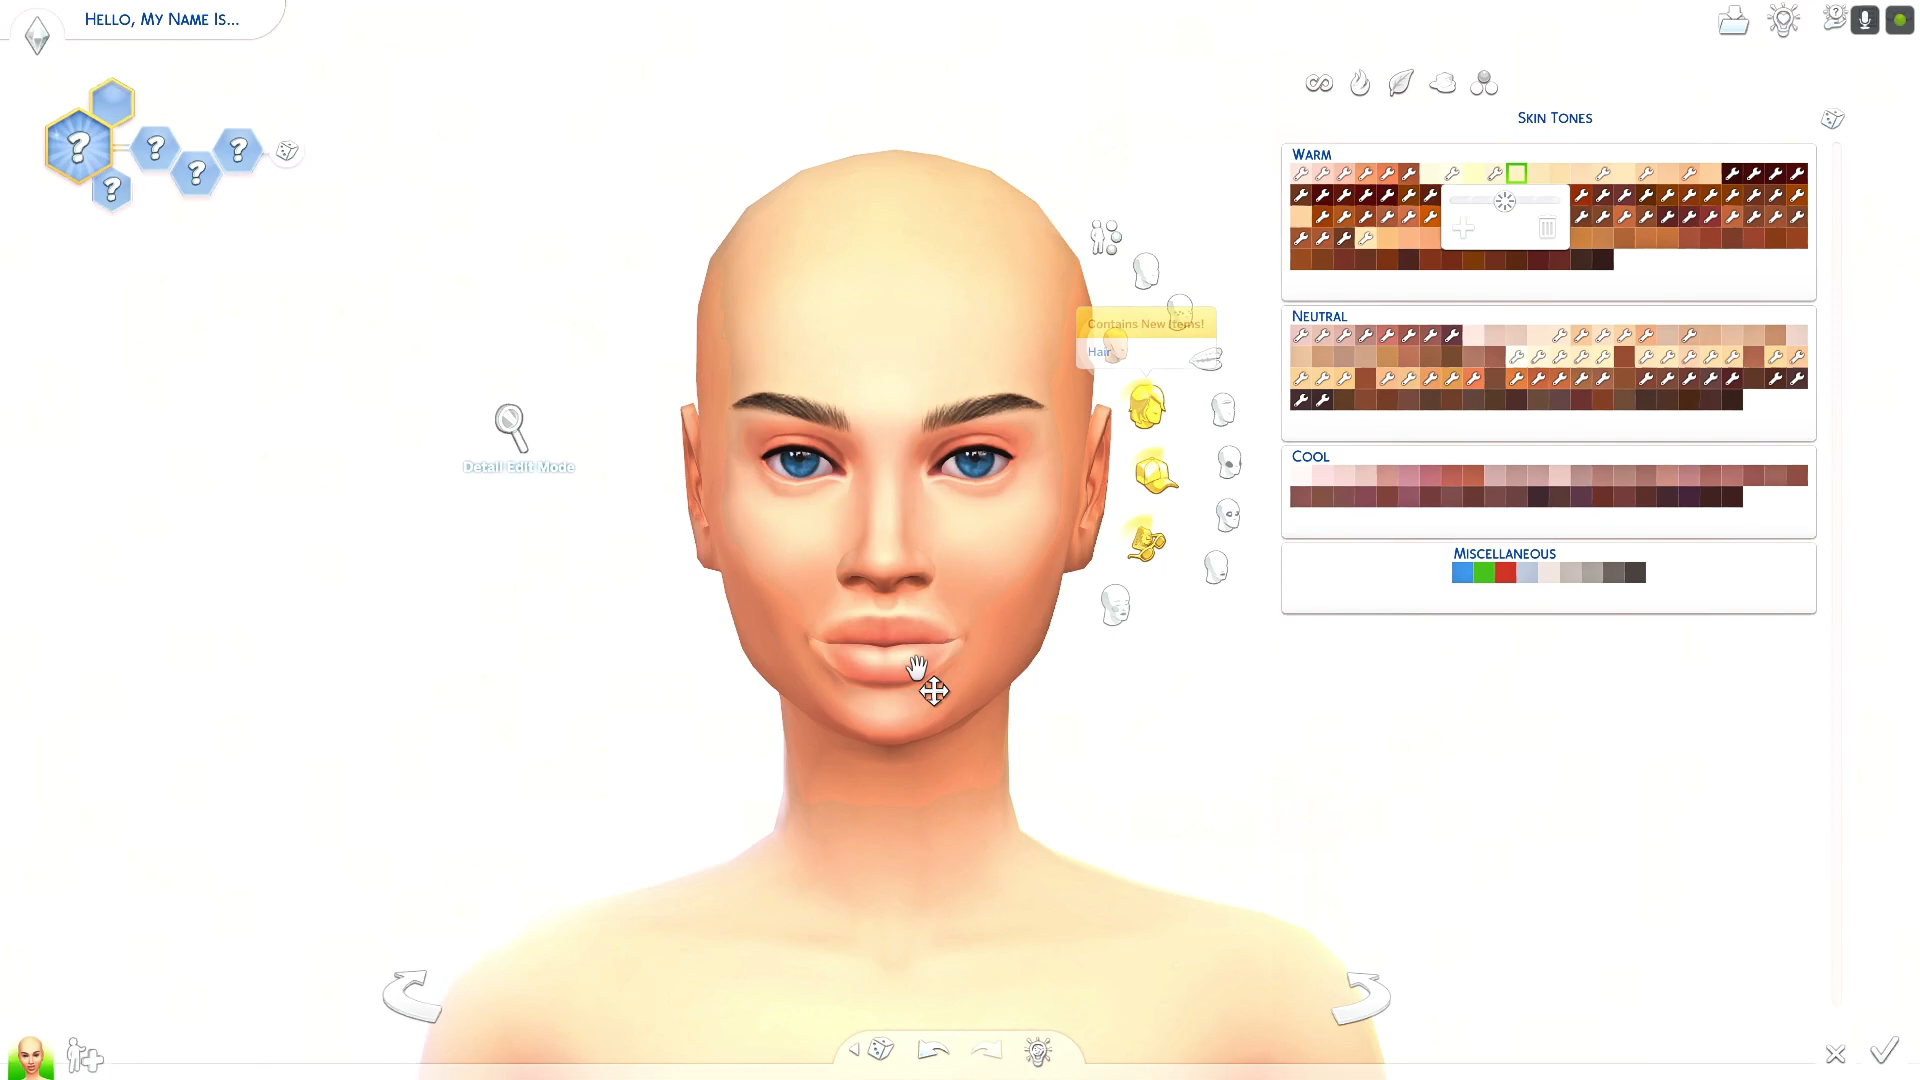 Hello, My Name Is...
Skin Tones
Warm
Contains New Items!
Hair
Neutral
Detail Edit Mode
Cool
Miscellaneous